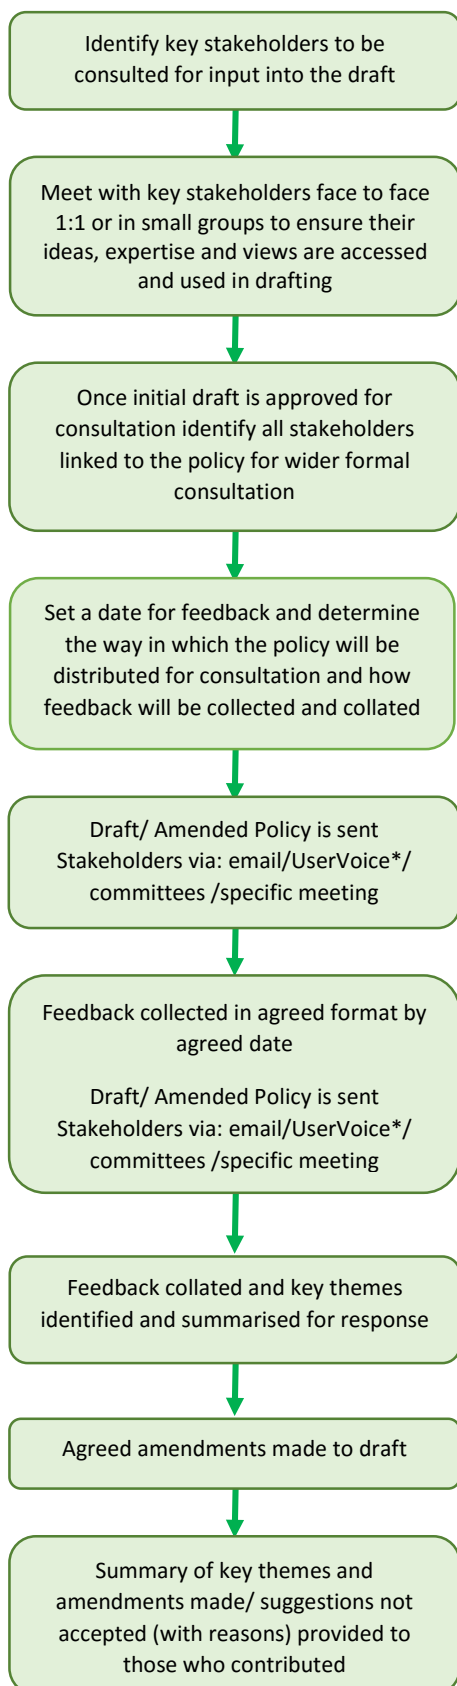 Identify key stakeholders to be
consulted for input into the draft
Meet with key stakeholders face to face
1:1 or in small groups to ensure their
ideas, expertise and views are accessed
and used in drafting
Once initial draft is approved for
consultation identify all stakeholders
linked to the policy for wider formal
consultation
Set a date for feedback and determine
the way in which the policy will be
distributed for consultation and how
feedback will be collected and collated
Draft/ Amended Policy is sent
Stakeholders via: email/UserVoice*/
committees /specific meeting
Feedback collected in agreed format by
agreed date
Draft/ Amended Policy is sent
Stakeholders via: email/UserVoice*/
committees /specific meeting
Feedback collated and key themes
identified and summarised for response
Agreed amendments made to draft
Summary of key themes and
amendments made/ suggestions not
accepted (with reasons) provided to
those who contributed